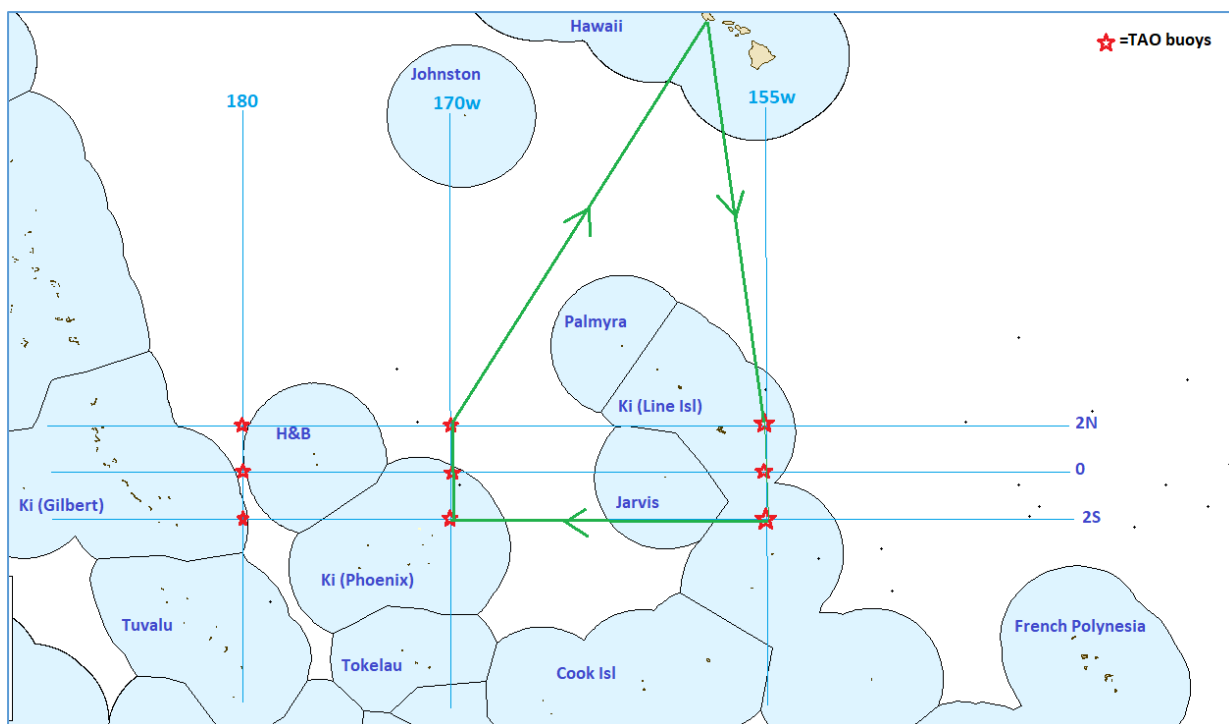 Hawaii
=TAO buoys
Johnston
180
170w
155w
Palmyra
Ki (Line Isl)
2N
H&B
0
Ki (Gilbert)
Jarvis
2S
Ki (Phoenix)
Tuvalu
French Polynesia
Tokelau
Cook Isl